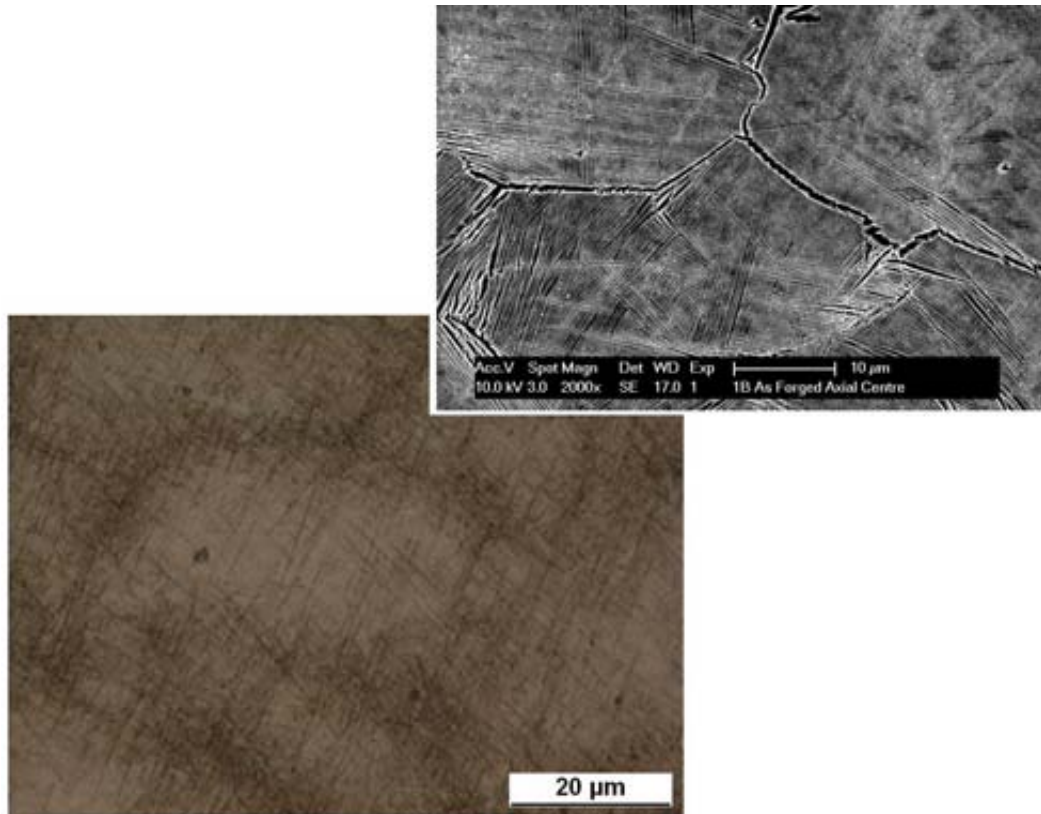 Acc.V Spot Magn Det WD Exp 10 µm
10.0 kV 3.0 2000x SE 17.0 1 1B As Forged Axial Centre
20 µm